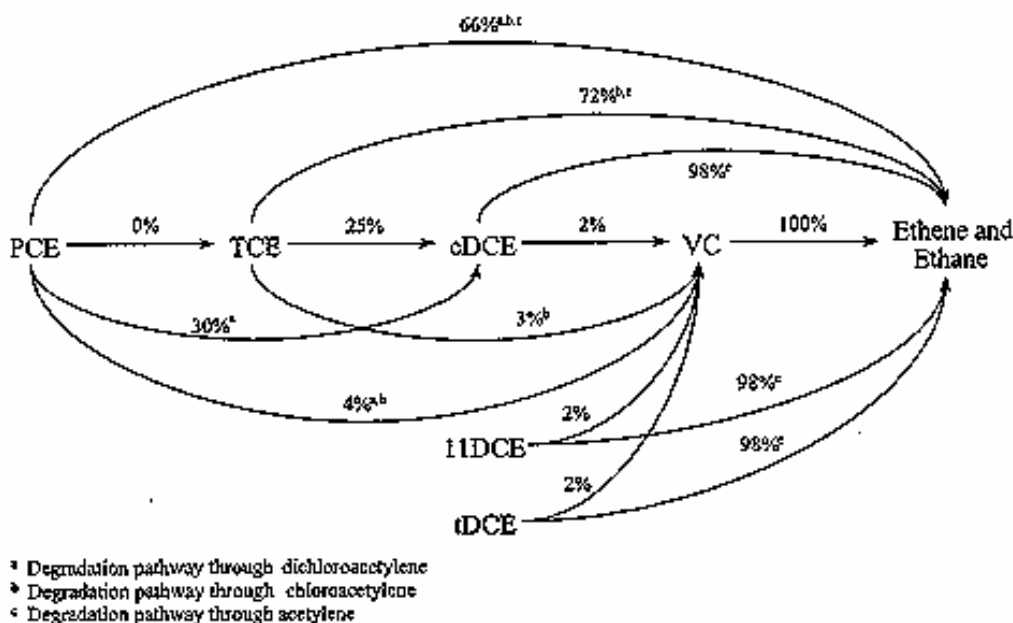 66%a,b,c
72%b,c
98%c
0%
25%
2%
100%
PCE
TCE
cDCE
VC
Ethene and
Ethane
30%a
3%b
4%a,b
2%
98%c
11DCE
2%
98%c
tDCE
a Degradation pathway through dichloroacetylene
b Degradation pathway through chloroacetylene
c Degradation pathway through acetylene